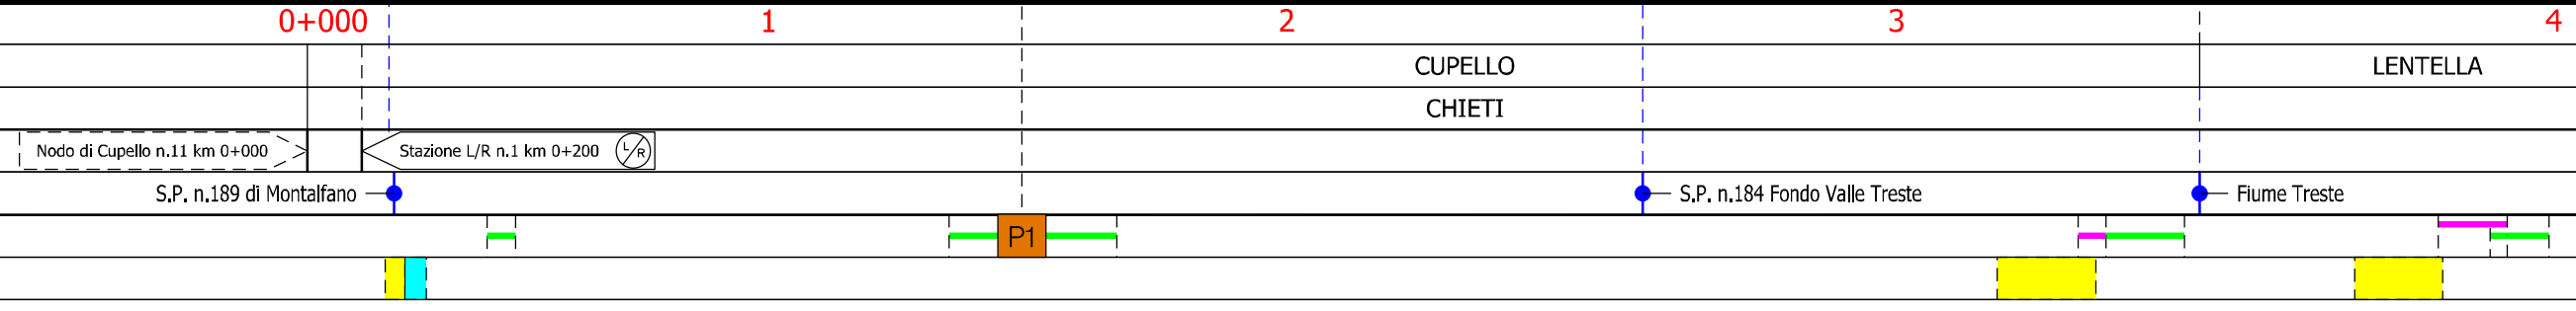 0+000 1 2 3 4
CUPELLO LENTELLA
CHIETI
Nodo di Cupello n.11 km 0+000 Stazione L/R n.1 km 0+200 L/R
S.P. n.189 di Montalfano S.P. n.184 Fondo Valle Treste Fiume Treste
P1